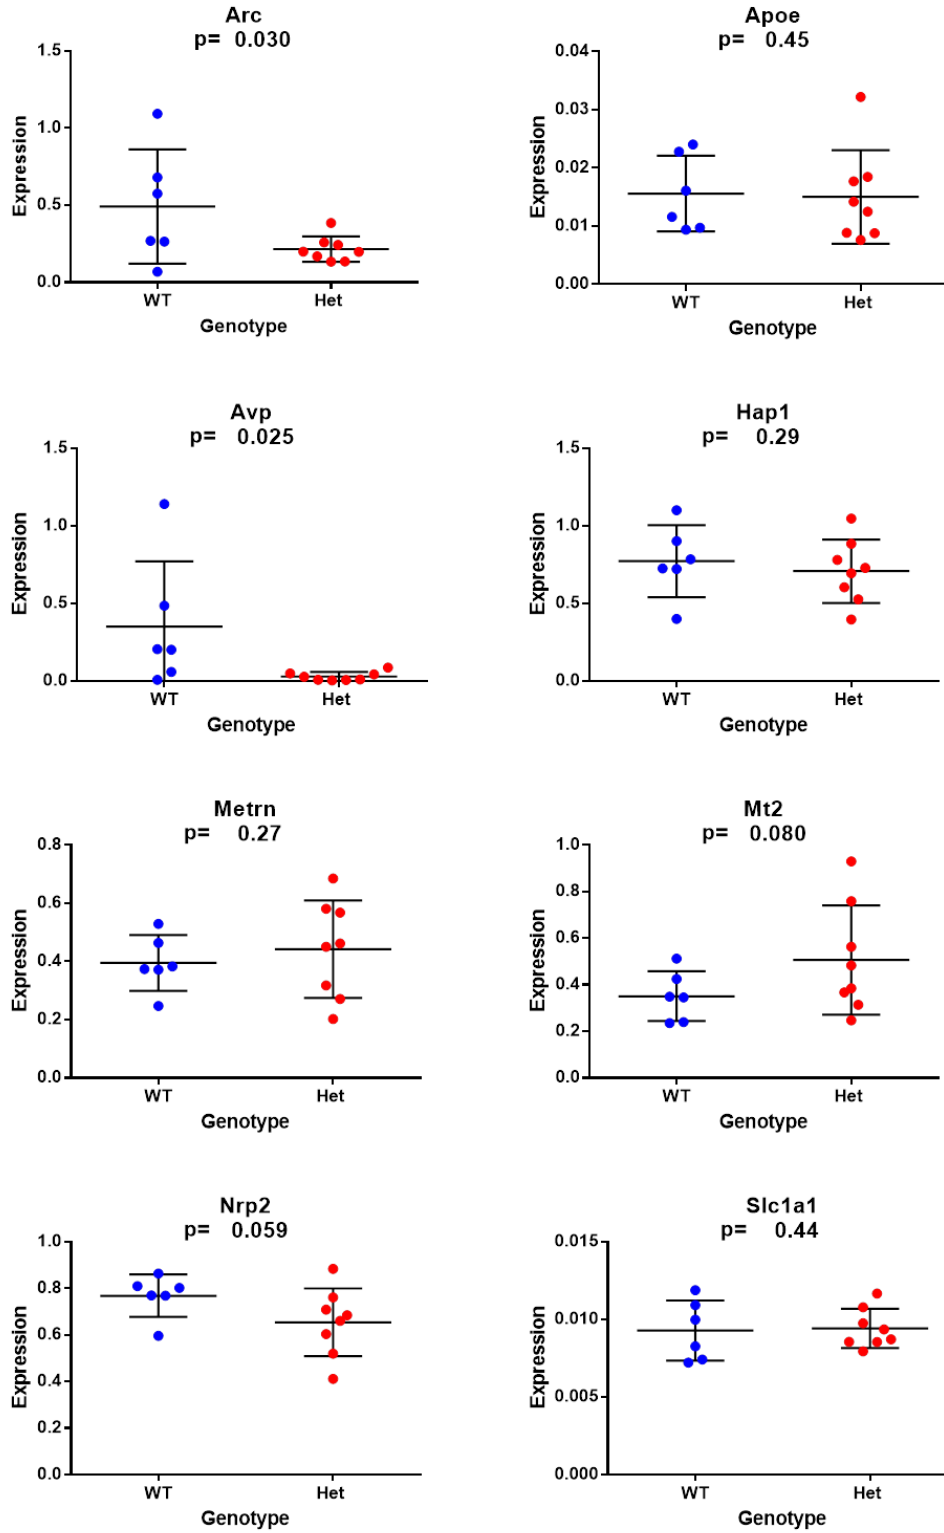 Arc
p= 0.030
1.5
1.0
0.5
0.0
Expression
WT
Het
Genotype
Apoe
p= 0.45
0.04
0.03
0.02
0.01
0.00
Expression
WT
Het
Genotype
Avp
p= 0.025
1.5
1.0
0.5
0.0
Expression
WT
Het
Genotype
Hap1
p= 0.29
1.5
1.0
0.5
0.0
Expression
WT
Het
Genotype
Metrn
p= 0.27
0.8
0.6
0.4
0.2
0.0
Expression
WT
Het
Genotype
Mt2
p= 0.080
1.0
0.8
0.6
0.4
0.2
0.0
Expression
WT
Het
Genotype
Nrp2
p= 0.059
1.0
0.8
0.6
0.4
0.2
0.0
Expression
WT
Het
Genotype
Slc1a1
p= 0.44
0.015
0.010
0.005
0.000
Expression
WT
Het
Genotype